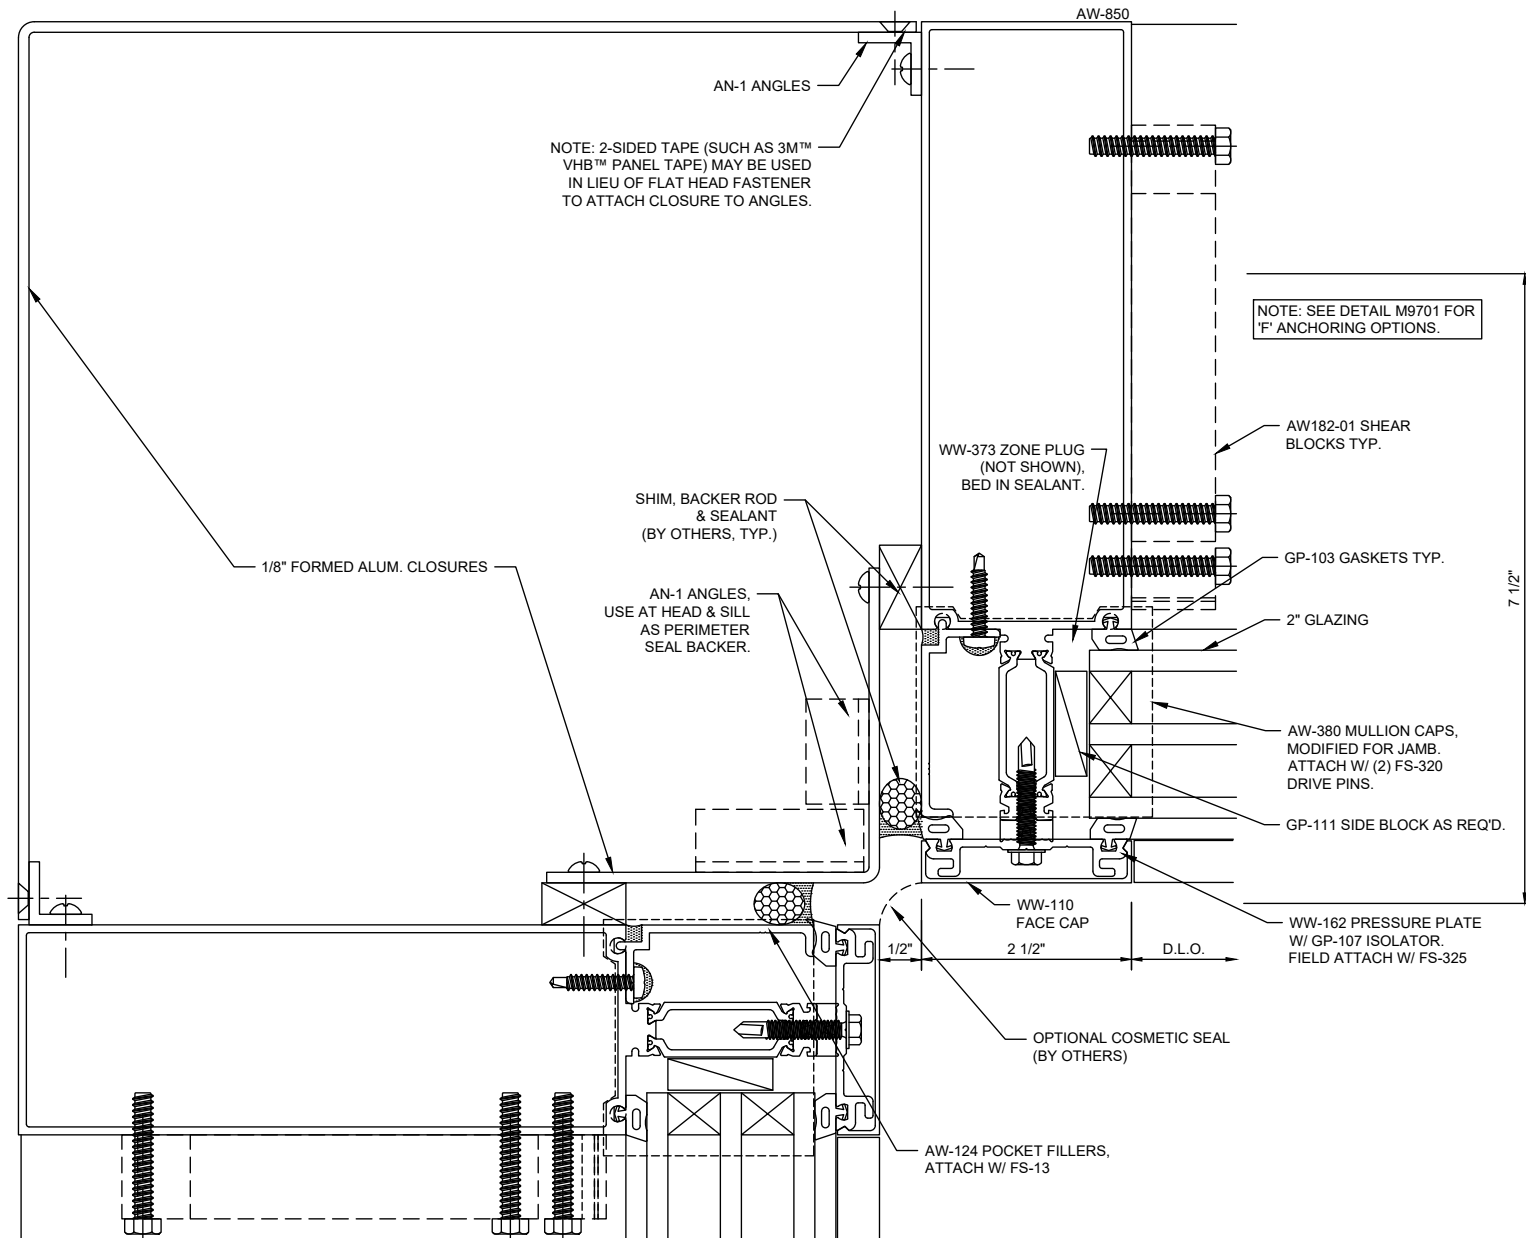 AW-850
AN-1 ANGLES
NOTE: 2-SIDED TAPE (SUCH AS 3M™
VHB™ PANEL TAPE) MAY BE USED
IN LIEU OF FLAT HEAD FASTENER
TO ATTACH CLOSURE TO ANGLES.
NOTE: SEE DETAIL M9701 FOR
'F' ANCHORING OPTIONS.
AW182-01 SHEAR
BLOCKS TYP.
WW-373 ZONE PLUG
(NOT SHOWN),
BED IN SEALANT.
SHIM, BACKER ROD
& SEALANT
(BY OTHERS, TYP.)
1/8" FORMED ALUM. CLOSURES
GP-103 GASKETS TYP.
7 1/2"
AN-1 ANGLES,
USE AT HEAD & SILL
AS PERIMETER
SEAL BACKER.
2" GLAZING
AW-380 MULLION CAPS,
MODIFIED FOR JAMB.
ATTACH W/ (2) FS-320
DRIVE PINS.
GP-111 SIDE BLOCK AS REQ'D.
WW-110
FACE CAP
WW-162 PRESSURE PLATE
W/ GP-107 ISOLATOR.
FIELD ATTACH W/ FS-325
1/2"
2 1/2"
D.L.O.
OPTIONAL COSMETIC SEAL
(BY OTHERS)
AW-124 POCKET FILLERS,
ATTACH W/ FS-13